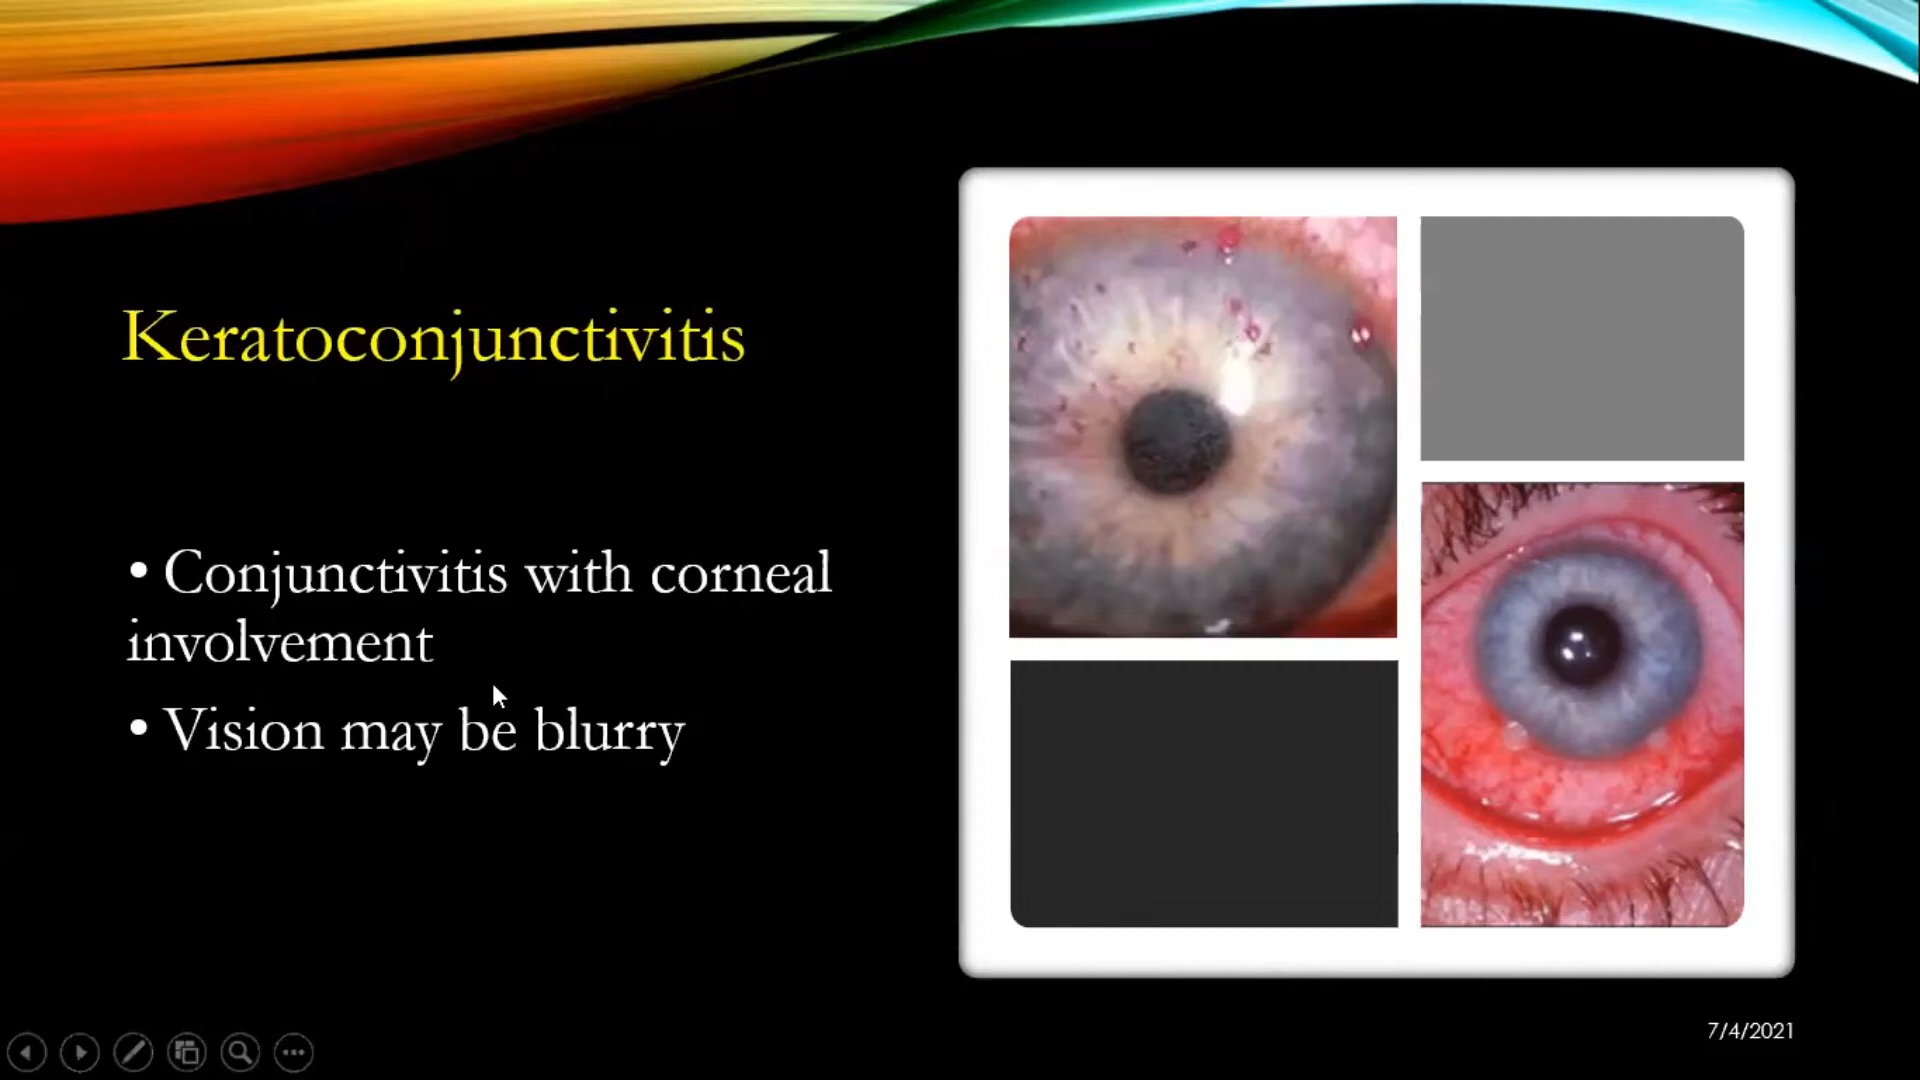 Keratoconjunctivitis
• Conjunctivitis with corneal
involvement
• Vision may be blurry
7/4/2021